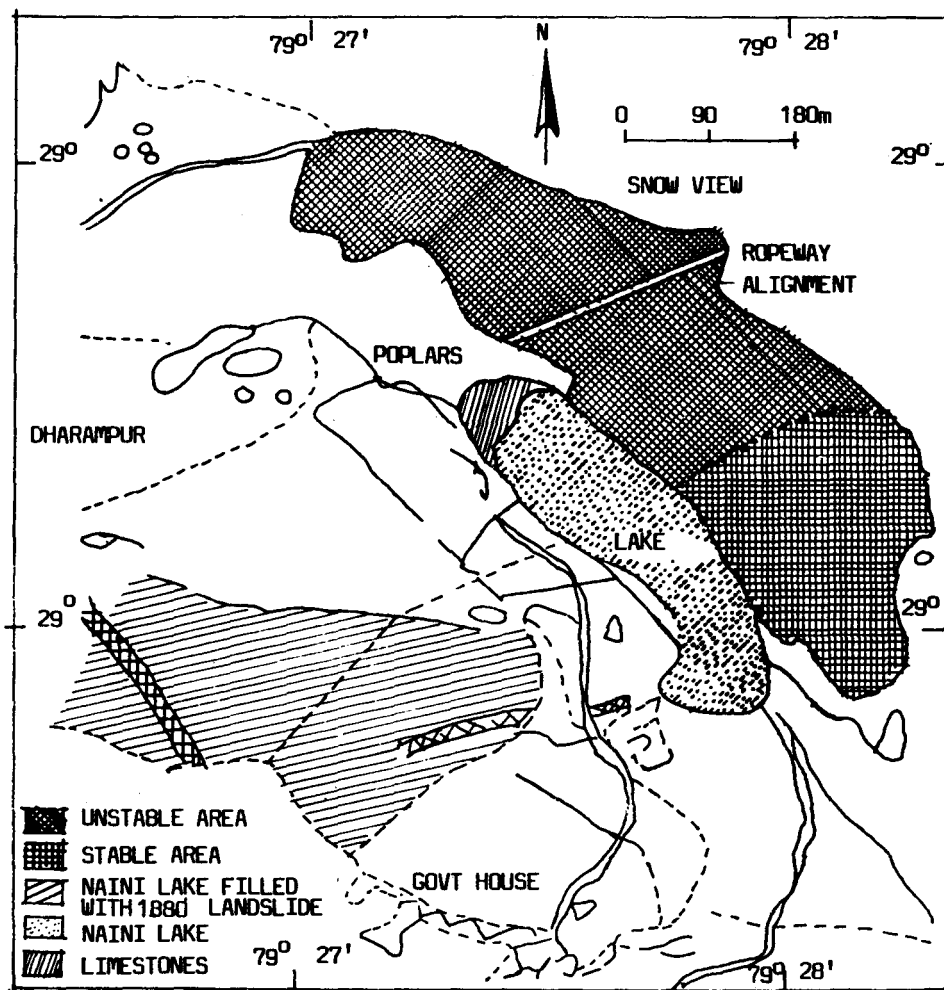 79° 27'
N
79° 28'
0 90 180m
29°
29°
SNOW VIEW
ROPEWAY
ALIGNMENT
POPLARS
DHARAMPUR
LAKE
29°
29°
UNSTABLE AREA
STABLE AREA
NAINI LAKE FILLED
WITH 1880 LANDSLIDE
NAINI LAKE
LIMESTONES
GOVT HOUSE
79° 27'
79° 28'